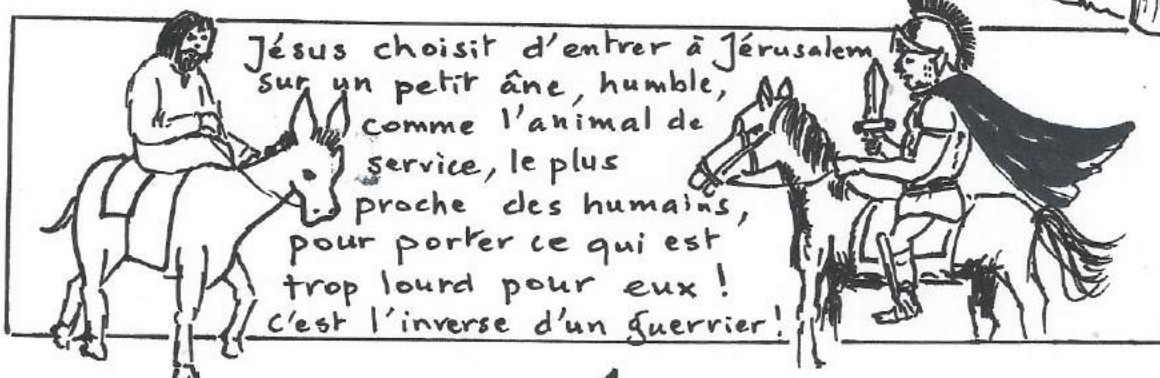 Jésus choisit d'entrer à Jérusalem
sur un petit âne, humble,
comme l'animal de
service, le plus
proche des humains,
pour porter ce qui est
trop lourd pour eux !
c'est l'inverse d'un guerrier !